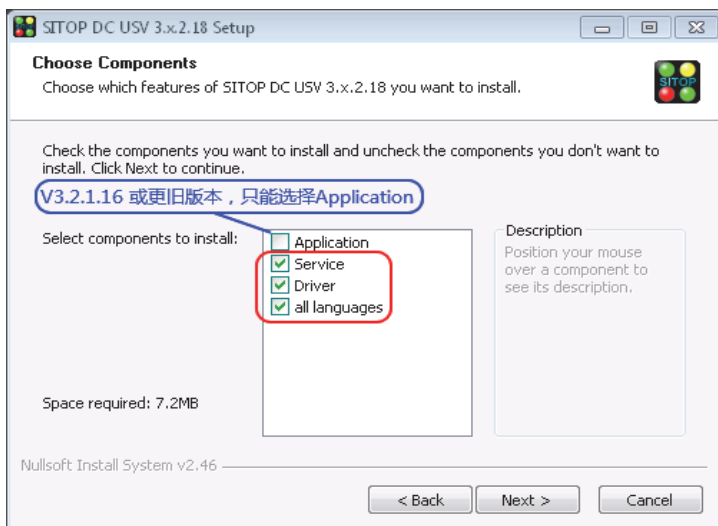 SITOP DC USV 3.x.2.18 Setup
Choose Components
Choose which features of SITOP DC USV 3.x.2.18 you want to install.
SITOP
Check the components you want to install and uncheck the components you don't want to
install. Click Next to continue.
V3.2.1.16 或更旧版本，只能选择Application
Select components to install:
Application
Service
Driver
all languages
Description
Position your mouse
over a component to
see its description.
Space required: 7.2MB
Nullsoft Install System v2.46
< Back
Next >
Cancel